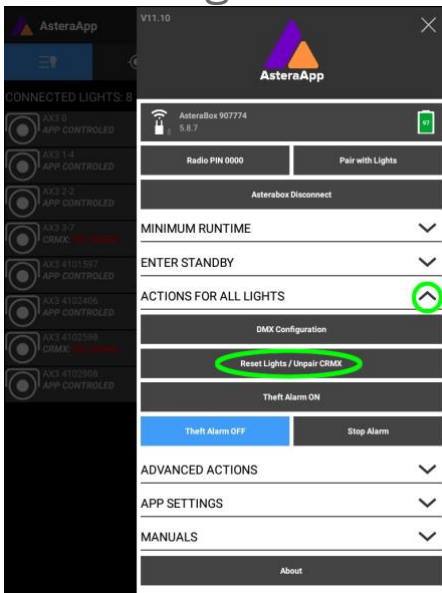 AsteraApp
CONNECTED LIGHTS: 8
AX3 0
APP CONTROLED
AX3 1-4
APP CONTROLED
AX3 2-2
APP CONTROLED
AX3 3-7
CRMX:
AX3 4101597
APP CONTROLED
AX3 4102406
APP CONTROLED
AX3 4102598
CRMX:
AX3 4102908
APP CONTROLED
V11.10
AsteraApp
AsteraBox 907774
5.8.7
97
Radio PIN 0000
Pair with Lights
Asterabox Disconnect
MINIMUM RUNTIME
ENTER STANDBY
ACTIONS FOR ALL LIGHTS
DMX Configuration
Reset Lights / Unpair CRMX
Theft Alarm ON
Theft Alarm OFF
Stop Alarm
ADVANCED ACTIONS
APP SETTINGS
MANUALS
About